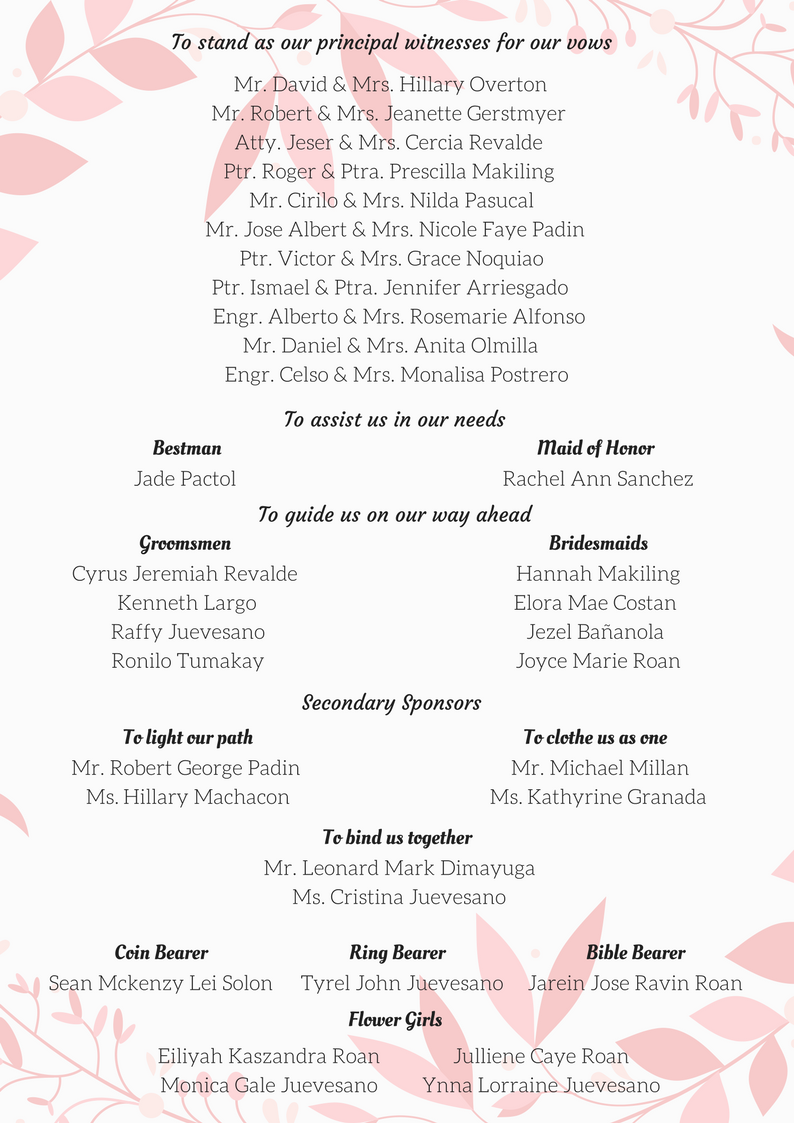 To stand as our principal witnesses for our vows
Mr. David & Mrs. Hillary Overton
Mr. Robert & Mrs. Jeanette Gerstmyer
Atty. Jeser & Mrs. Cercia Revalde
Ptr. Roger & Ptra. Prescilla Makiling
Mr. Cirilo & Mrs. Nilda Pasucal
Mr. Jose Albert & Mrs. Nicole Faye Padin
Ptr. Victor & Mrs. Grace Noquiao
Ptr. Ismael & Ptra. Jennifer Arriesgado
Engr. Alberto & Mrs. Rosemarie Alfonso
Mr. Daniel & Mrs. Anita Olmilla
Engr. Celso & Mrs. Monalisa Postrero
To assist us in our needs
Bestman
Jade Pactol
Maid of Honor
Rachel Ann Sanchez
To guide us on our way ahead
Groomsmen
Cyrus Jeremiah Revalde
Kenneth Largo
Raffy Juevesano
Ronilo Tumakay
Bridesmaids
Hannah Makiling
Elora Mae Costan
Jezel Bañanola
Joyce Marie Roan
Secondary Sponsors
To light our path
Mr. Robert George Padin
Ms. Hillary Machacon
To clothe us as one
Mr. Michael Millan
Ms. Kathyrine Granada
To bind us together
Mr. Leonard Mark Dimayuga
Ms. Cristina Juevesano
Coin Bearer
Sean Mckenzy Lei Solon
Ring Bearer
Tyrel John Juevesano
Bible Bearer
Jarein Jose Ravin Roan
Flower Girls
Eiliyah Kaszandra Roan
Monica Gale Juevesano
Julliene Caye Roan
Ynna Lorraine Juevesano